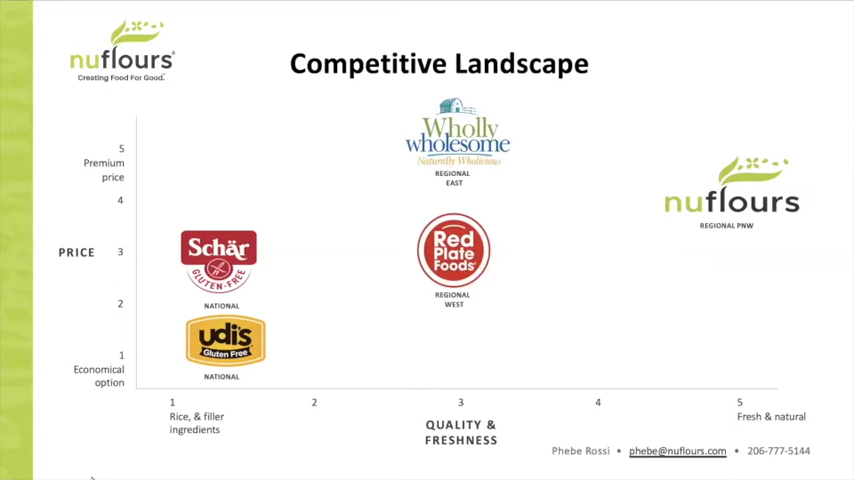 nuflours®
Creating Food For Good™
Competitive Landscape
5
Premium
price
4
PRICE
3
2
1
Economical
option
Wholly
wholesome
Naturally Wholicious
REGIONAL
EAST
nuflours
REGIONAL PNW
Schär
GLUTEN-FREE
NATIONAL
Red
Plate
Foods
REGIONAL
WEST
udi's
Gluten Free
NATIONAL
1
Rice, & filler
ingredients
2
3
4
5
Fresh & natural
QUALITY &
FRESHNESS
Phebe Rossi • phebe@nuflours.com • 206-777-5144